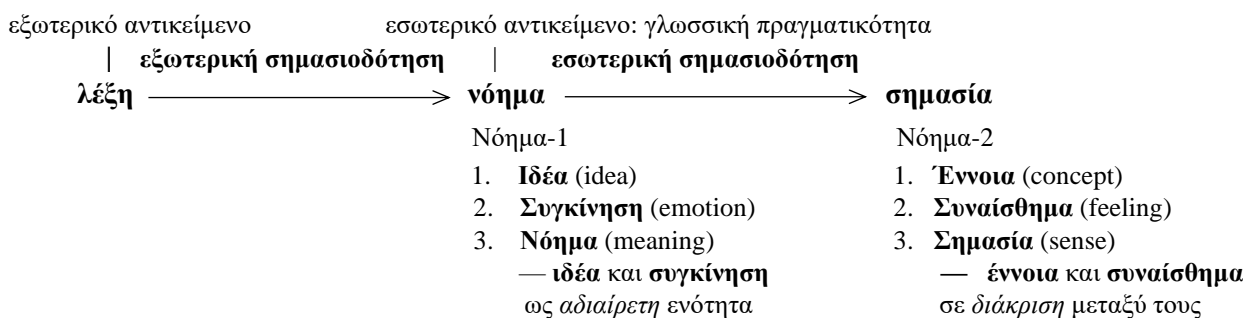 εξωτερικό αντικείμενο εσωτερικό αντικείμενο: γλωσσική πραγματικότητα
εξωτερική σημασιοδότηση εσωτερική σημασιοδότηση
λέξη νόημα σημασία
Νόημα-1 Νόημα-2
1. Ιδέα (idea) 1. Έννοια (concept)
2. Συγκίνηση (emotion) 2. Συναίσθημα (feeling)
3. Νόημα (meaning) 3. Σημασία (sense)
— ιδέα και συγκίνηση — έννοια και συναίσθημα
ως αδιαίρετη ενότητα σε διάκριση μεταξύ τους